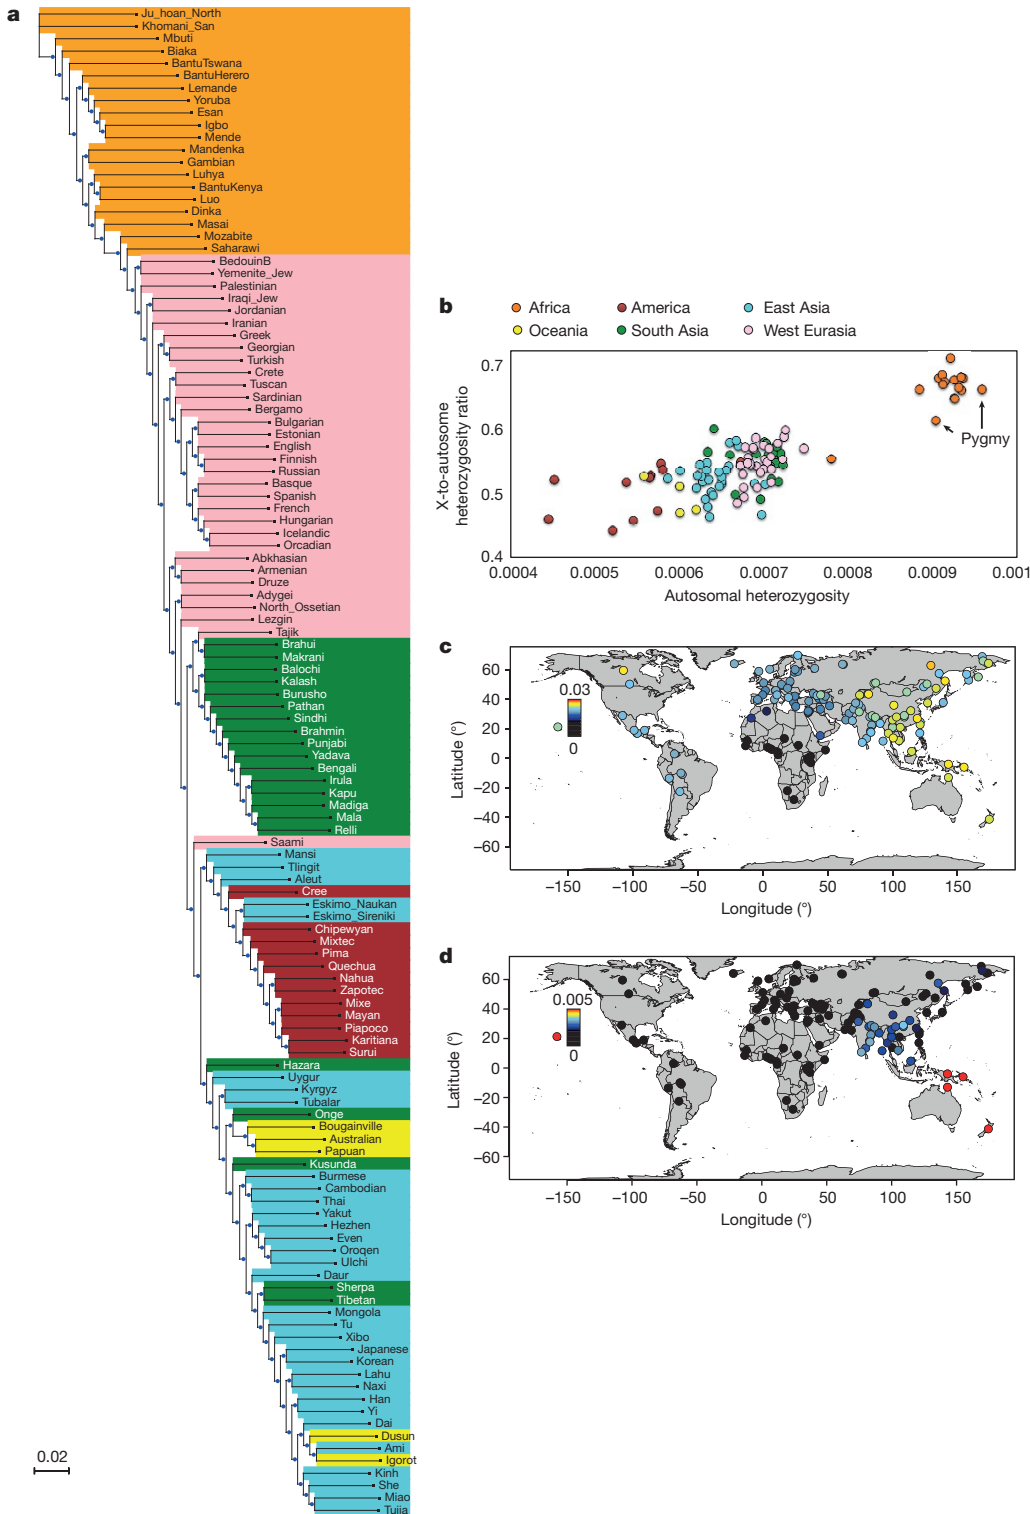 a
Ju_hoan_North
Khomani_San
Mbuti
Biaka
BantuTswana
BantuHerero
Lemande
Yoruba
Esan
Igbo
Mende
Mandenka
Gambian
Luhya
BantuKenya
Luo
Dinka
Masai
Mozabite
Saharawi
BedouinB
Yemenite_Jew
Palestinian
Iraqi_Jew
Jordanian
Iranian
Greek
Georgian
Turkish
Crete
Tuscan
Sardinian
Bergamo
Bulgarian
Estonian
English
Finnish
Russian
Basque
Spanish
French
Hungarian
Icelandic
Orcadian
Abkhasian
Armenian
Druze
Adygei
North_Ossetian
Lezgin
Tajik
Brahui
Makrani
Balochi
Kalash
Burusho
Pathan
Sindhi
Brahmin
Punjabi
Yadava
Bengali
Irula
Kapu
Madiga
Mala
Relli
Saami
Mansi
Tlingit
Aleut
Cree
Eskimo_Naukan
Eskimo_Sireniki
Chipewyan
Mixtec
Pima
Quechua
Nahua
Zapotec
Mixe
Mayan
Piapoco
Karitiana
Surui
Hazara
Uygur
Kyrgyz
Tubalar
Onge
Bougainville
Australian
Papuan
Kusunda
Burmese
Cambodian
Thai
Yakut
Hezhen
Even
Oroqen
Ulchi
Daur
Sherpa
Tibetan
Mongola
Tu
Xibo
Japanese
Korean
Lahu
Naxi
Han
Yi
Dai
Dusun
Ami
Igorot
Kinh
She
Miao
Tujia
0.02
b
Africa America East Asia
Oceania South Asia West Eurasia
X-to-autosome
heterozygosity ratio
0.7
0.6
0.5
0.4
Pygmy
0.0004 0.0005 0.0006 0.0007 0.0008 0.0009 0.001
Autosomal heterozygosity
c
Latitude (°)
60
40
20
0
−20
−40
−60
0.03
0
−150 −100 −50 0 50 100 150
Longitude (°)
d
Latitude (°)
60
40
20
0
−20
−40
−60
0.005
0
−150 −100 −50 0 50 100 150
Longitude (°)